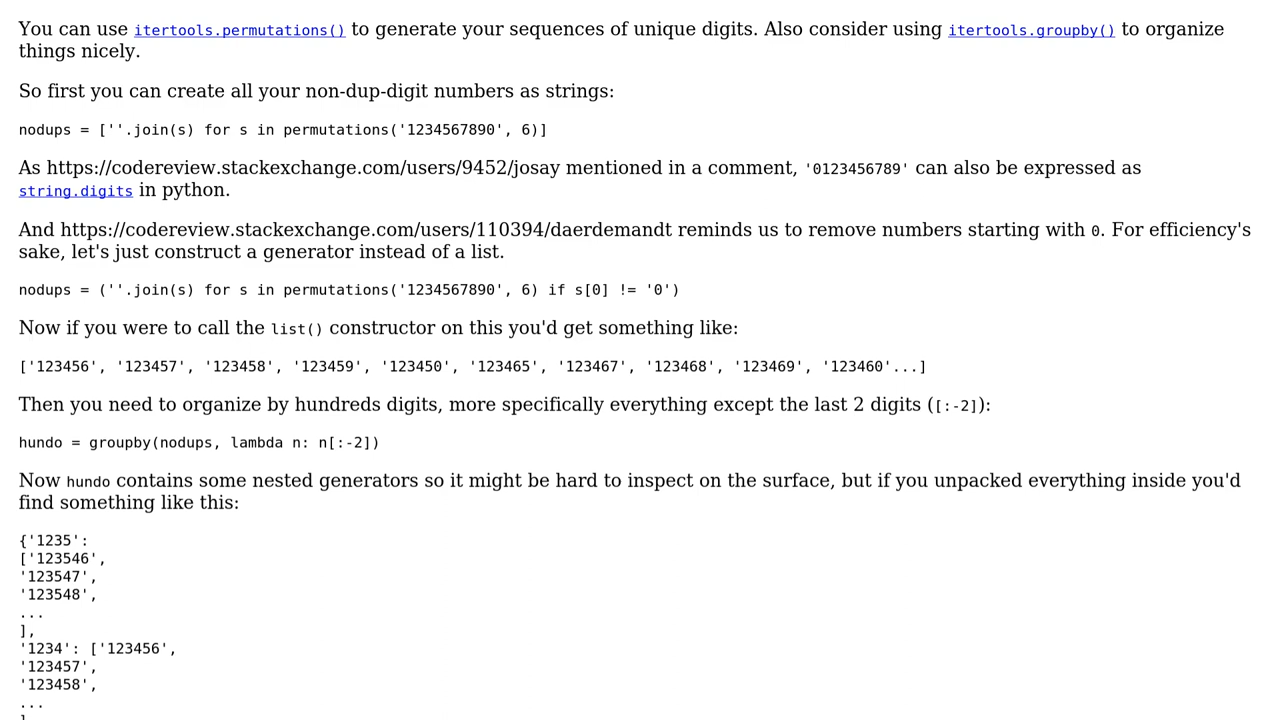 You can use itertools.permutations() to generate your sequences of unique digits. Also consider using itertools.groupby() to organize
things nicely.
So first you can create all your non-dup-digit numbers as strings:
nodups = [''.join(s) for s in permutations('1234567890', 6)]
As https://codereview.stackexchange.com/users/9452/josay mentioned in a comment, '0123456789' can also be expressed as
string.digits in python.
And https://codereview.stackexchange.com/users/110394/daerdemandt reminds us to remove numbers starting with 0. For efficiency's
sake, let's just construct a generator instead of a list.
nodups = (''.join(s) for s in permutations('1234567890', 6) if s[0] != '0')
Now if you were to call the list() constructor on this you'd get something like:
['123456', '123457', '123458', '123459', '123450', '123465', '123467', '123468', '123469', '123460'...]
Then you need to organize by hundreds digits, more specifically everything except the last 2 digits ([:-2]):
hundo = groupby(nodups, lambda n: n[:-2])
Now hundo contains some nested generators so it might be hard to inspect on the surface, but if you unpacked everything inside you'd
find something like this:
{'1235':
['123546',
'123547',
'123548',
...
],
'1234': ['123456',
'123457',
'123458',
...